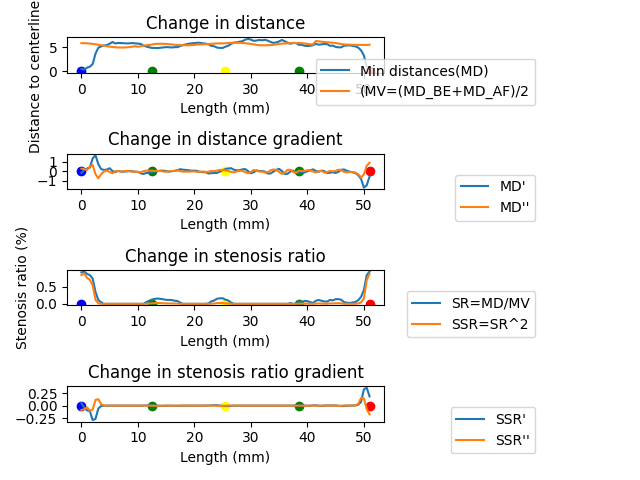 Change in distance
Distance to centerline
5
0
0 10 20 30 40 50
Length (mm)
Min distances(MD)
(MV=(MD_BE+MD_AF)/2
Change in distance gradient
1
0
−1
0 10 20 30 40 50
Length (mm)
MD'
MD''
Change in stenosis ratio
Stenosis ratio (%)
0.5
0.0
0 10 20 30 40 50
Length (mm)
SR=MD/MV
SSR=SR^2
Change in stenosis ratio gradient
0.25
0.00
−0.25
0 10 20 30 40 50
Length (mm)
SSR'
SSR''